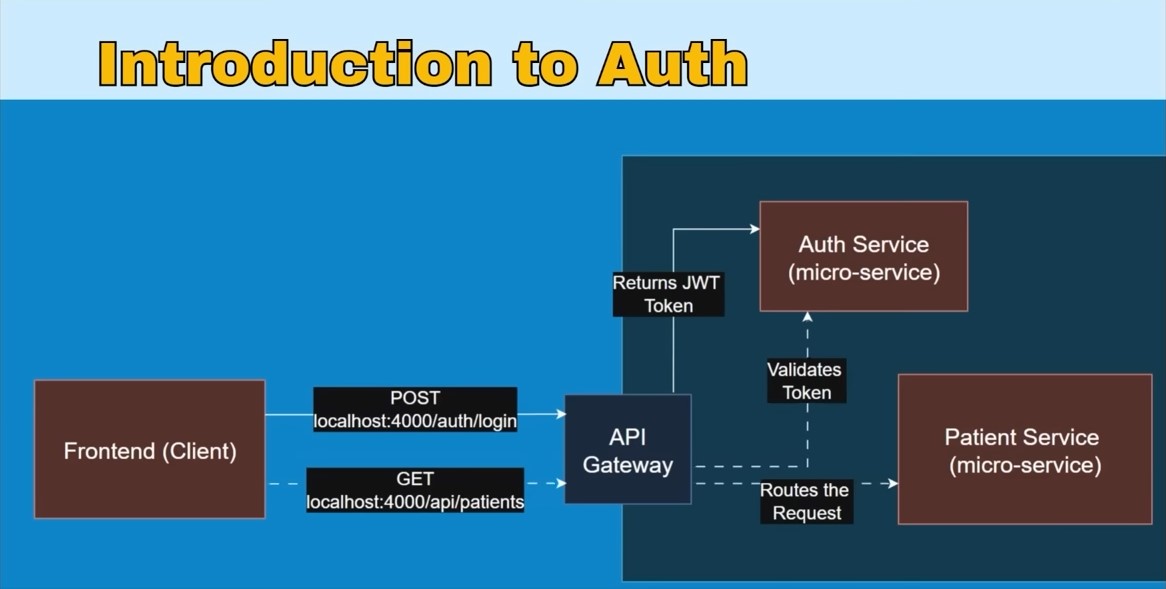 Introduction to Auth
Auth Service
(micro-service)
Returns JWT
Token
Validates
Token
POST
localhost:4000/auth/login
Frontend (Client)
API
Gateway
Patient Service
(micro-service)
GET
localhost:4000/api/patients
Routes the
Request